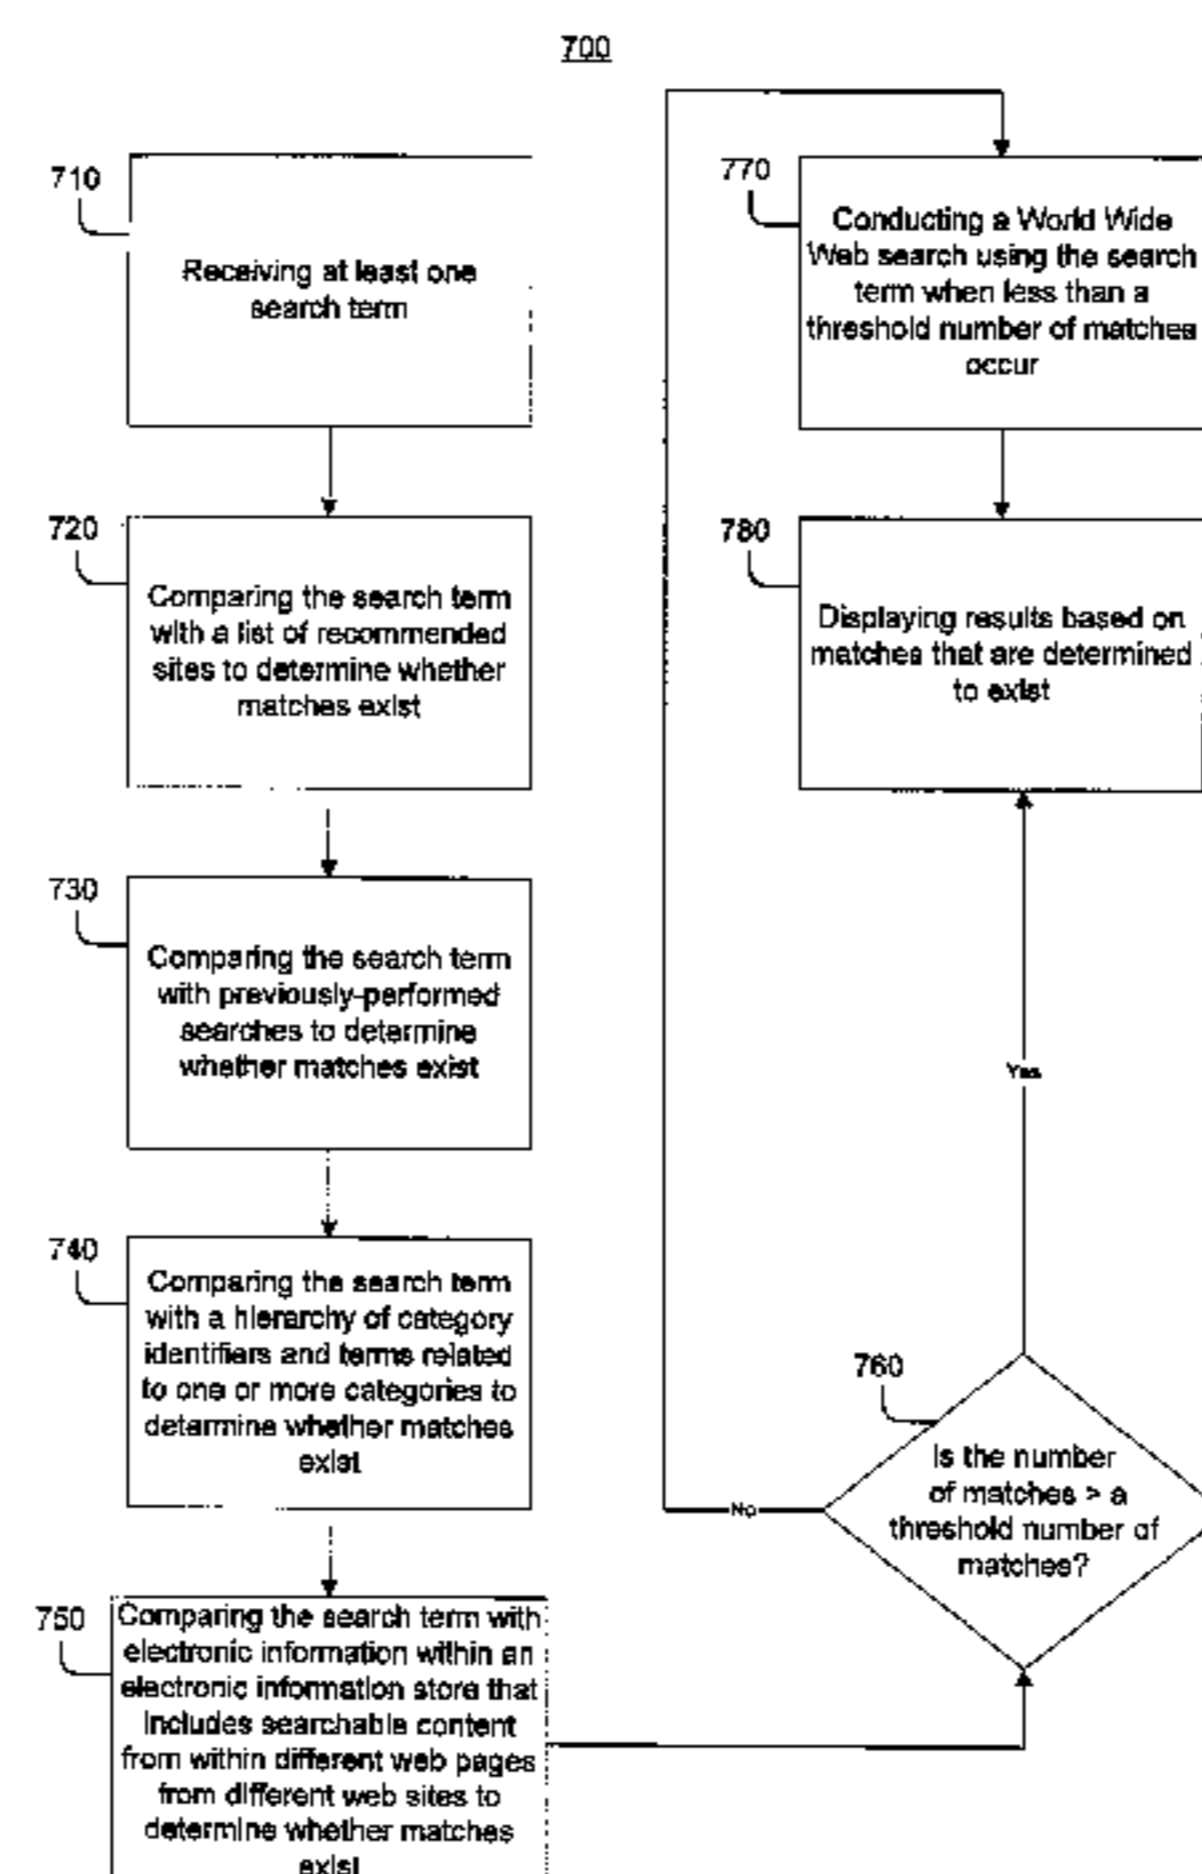 700
710
Receiving at least one
search term
720
Comparing the search term
with a list of recommended
sites to determine whether
matches exist
730
Comparing the search term
with previously-performed
searches to determine
whether matches exist
740
Comparing the search term
with a hierarchy of category
identifiers and terms related
to one or more categories to
determine whether matches
exist
750
Comparing the search term with
electronic information within an
electronic information store that
includes searchable content
from within different web pages
from different web sites to
determine whether matches
exist
760
Is the number
of matches > a
threshold number of
matches?
No
Yes
770
Conducting a World Wide
Web search using the search
term when less than a
threshold number of matches
occur
780
Displaying results based on
matches that are determined
to exist